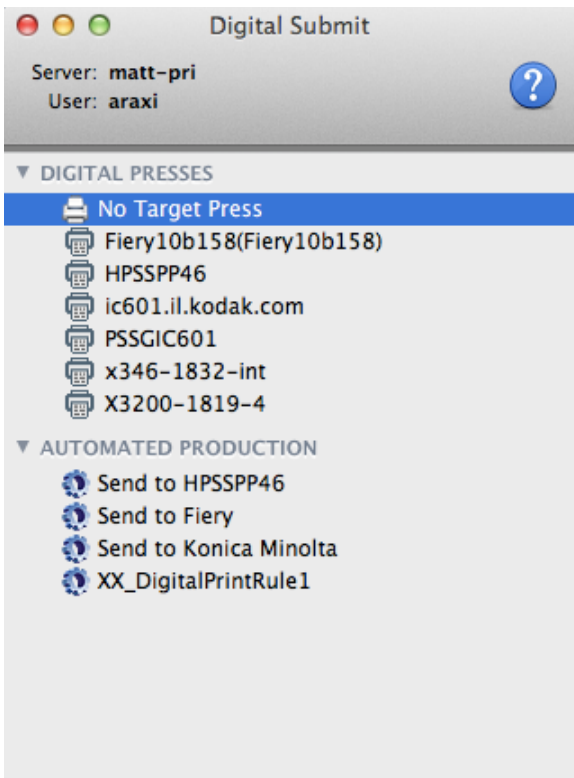 Digital Submit
Server: matt-pri
User: araxi
?
DIGITAL PRESSES
No Target Press
Fiery10b158(Fiery10b158)
HPSSPP46
ic601.il.kodak.com
PSSGIC601
x346-1832-int
X3200-1819-4
AUTOMATED PRODUCTION
Send to HPSSPP46
Send to Fiery
Send to Konica Minolta
XX_DigitalPrintRule1